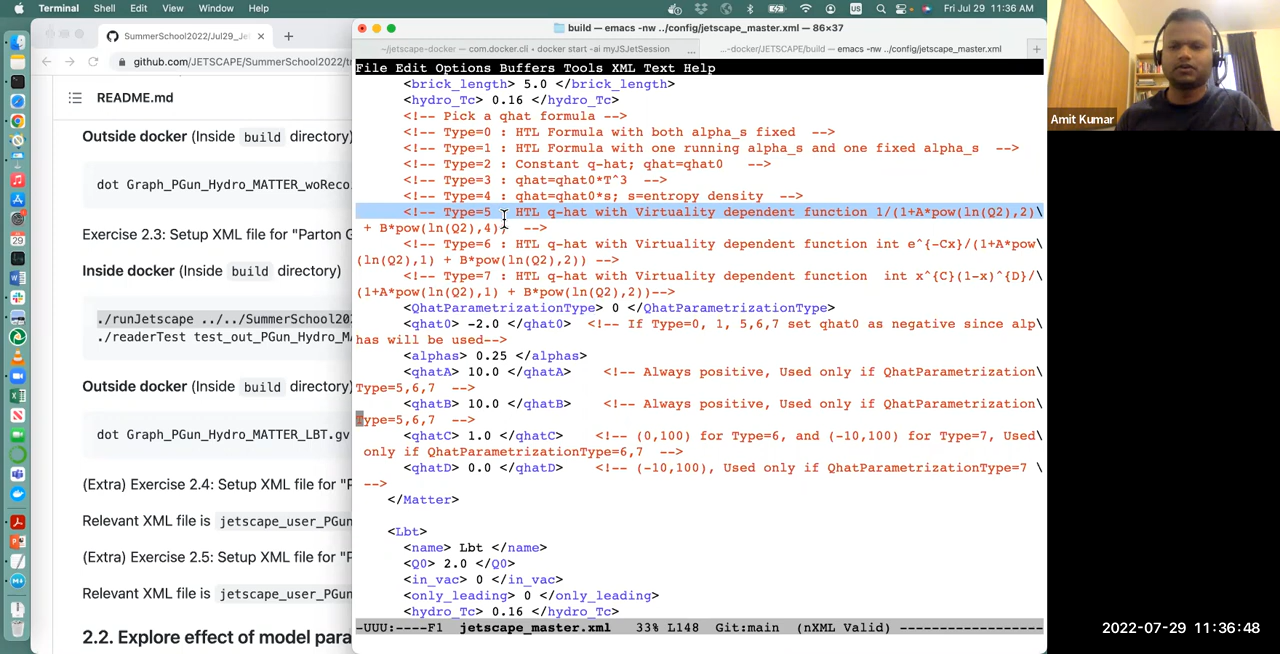 Terminal Shell Edit View Window Help
US
Fri Jul 29 11:36 AM
SummerSchool2022/Jul29_Je
github.com/JETSCAPE/SummerSchool2022/tr
README.md
Outside docker (Inside build directory)
dot Graph_PGun_Hydro_MATTER_woReco
Exercise 2.3: Setup XML file for "Parton G
Inside docker (Inside build directory)
./runJetscape ../../SummerSchool202
./readerTest test_out_PGun_Hydro_MA
Outside docker (Inside build directory)
dot Graph_PGun_Hydro_MATTER_LBT.gv
(Extra) Exercise 2.4: Setup XML file for "P
Relevant XML file is jetscape_user_PGun
(Extra) Exercise 2.5: Setup XML file for "P
Relevant XML file is jetscape_user_PGun
2.2. Explore effect of model para
build — emacs -nw ../config/jetscape_master.xml — 86×37
~/jetscape-docker — com.docker.cli • docker start -ai myJSJetSession ...
...-docker/JETSCAPE/build — emacs -nw ../config/jetscape_master.xml
File Edit Options Buffers Tools XML Text Help
<brick_length> 5.0 </brick_length>
<hydro_Tc> 0.16 </hydro_Tc>
<!-- Pick a qhat formula -->
<!-- Type=0 : HTL Formula with both alpha_s fixed -->
<!-- Type=1 : HTL Formula with one running alpha_s and one fixed alpha_s -->
<!-- Type=2 : Constant q-hat; qhat=qhat0 -->
<!-- Type=3 : qhat=qhat0*T^3 -->
<!-- Type=4 : qhat=qhat0*s; s=entropy density -->
<!-- Type=5 : HTL q-hat with Virtuality dependent function 1/(1+A*pow(ln(Q2),2)\
+ B*pow(ln(Q2),4)) -->
<!-- Type=6 : HTL q-hat with Virtuality dependent function int e^{-Cx}/(1+A*pow\
(ln(Q2),1) + B*pow(ln(Q2),2)) -->
<!-- Type=7 : HTL q-hat with Virtuality dependent function int x^{C}(1-x)^{D}/\
(1+A*pow(ln(Q2),1) + B*pow(ln(Q2),2))-->
<QhatParametrizationType> 0 </QhatParametrizationType>
<qhat0> -2.0 </qhat0> <!-- If Type=0, 1, 5,6,7 set qhat0 as negative since alp\
has will be used-->
<alphas> 0.25 </alphas>
<qhatA> 10.0 </qhatA> <!-- Always positive, Used only if QhatParametrization\
Type=5,6,7 -->
<qhatB> 10.0 </qhatB> <!-- Always positive, Used only if QhatParametrization\
Type=5,6,7 -->
<qhatC> 1.0 </qhatC> <!-- (0,100) for Type=6, and (-10,100) for Type=7, Used\
only if QhatParametrizationType=6,7 -->
<qhatD> 0.0 </qhatD> <!-- (-10,100), Used only if QhatParametrizationType=7 \
-->
</Matter>
<Lbt>
<name> Lbt </name>
<Q0> 2.0 </Q0>
<in_vac> 0 </in_vac>
<only_leading> 0 </only_leading>
<hydro_Tc> 0.16 </hydro_Tc>
-UUU:----F1 jetscape_master.xml 33% L148 Git:main (nXML Valid) -----------------
Amit Kumar
2022-07-29 11:36:48